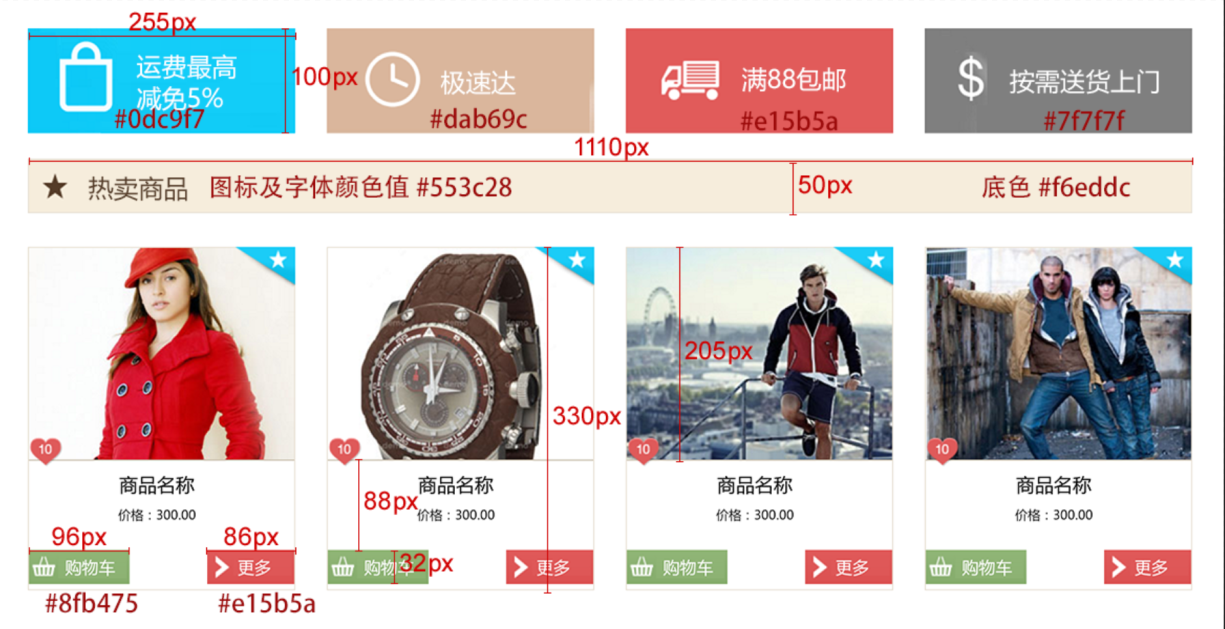 255px
运费最高
减免5%
#0dc9f7
100px
极速达
#dab69c
满88包邮
#e15b5a
$
按需送货上门
#7f7f7f
1110px
热卖商品
图标及字体颜色值 #553c28
50px
底色 #f6eddc
205px
330px
10
10
10
10
商品名称
商品名称
商品名称
商品名称
88px
价格：300.00
价格：300.00
价格：300.00
价格：300.00
96px
86px
购物车
更多
购物车
32px
更多
购物车
更多
购物车
更多
#8fb475
#e15b5a